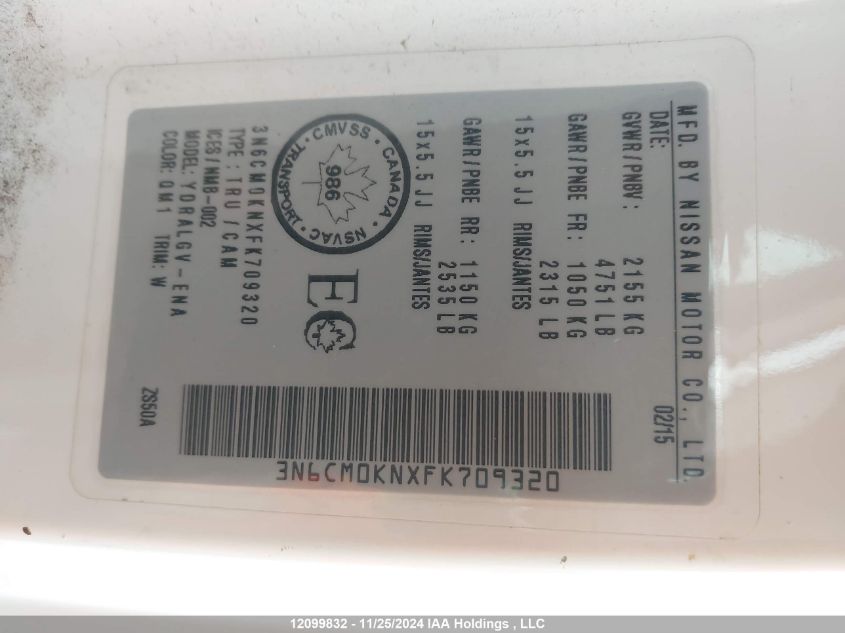 MFD. BY NISSAN MOTOR CO., LTD.
DATE: 02/15
GVWR/PNBV: 2155 KG
4751 LB
GAWR/PNBE FR: 1050 KG
2315 LB
15x5.5JJ RIMS/JANTES
GAWR/PNBE RR: 1150 KG
2535 LB
15x5.5JJ RIMS/JANTES
CMVSS · CANADA · NSVAC · TRANSPORT ·
986
EC
3N6CM0KNXFK709320
TYPE: TRU/CAM
ICES/NMB-002
MODEL: YDRALGV-ENA
COLOR: QM1 TRIM: W
ZS50A
3N6CM0KNXFK709320
12099832 - 11/25/2024 IAA Holdings , LLC